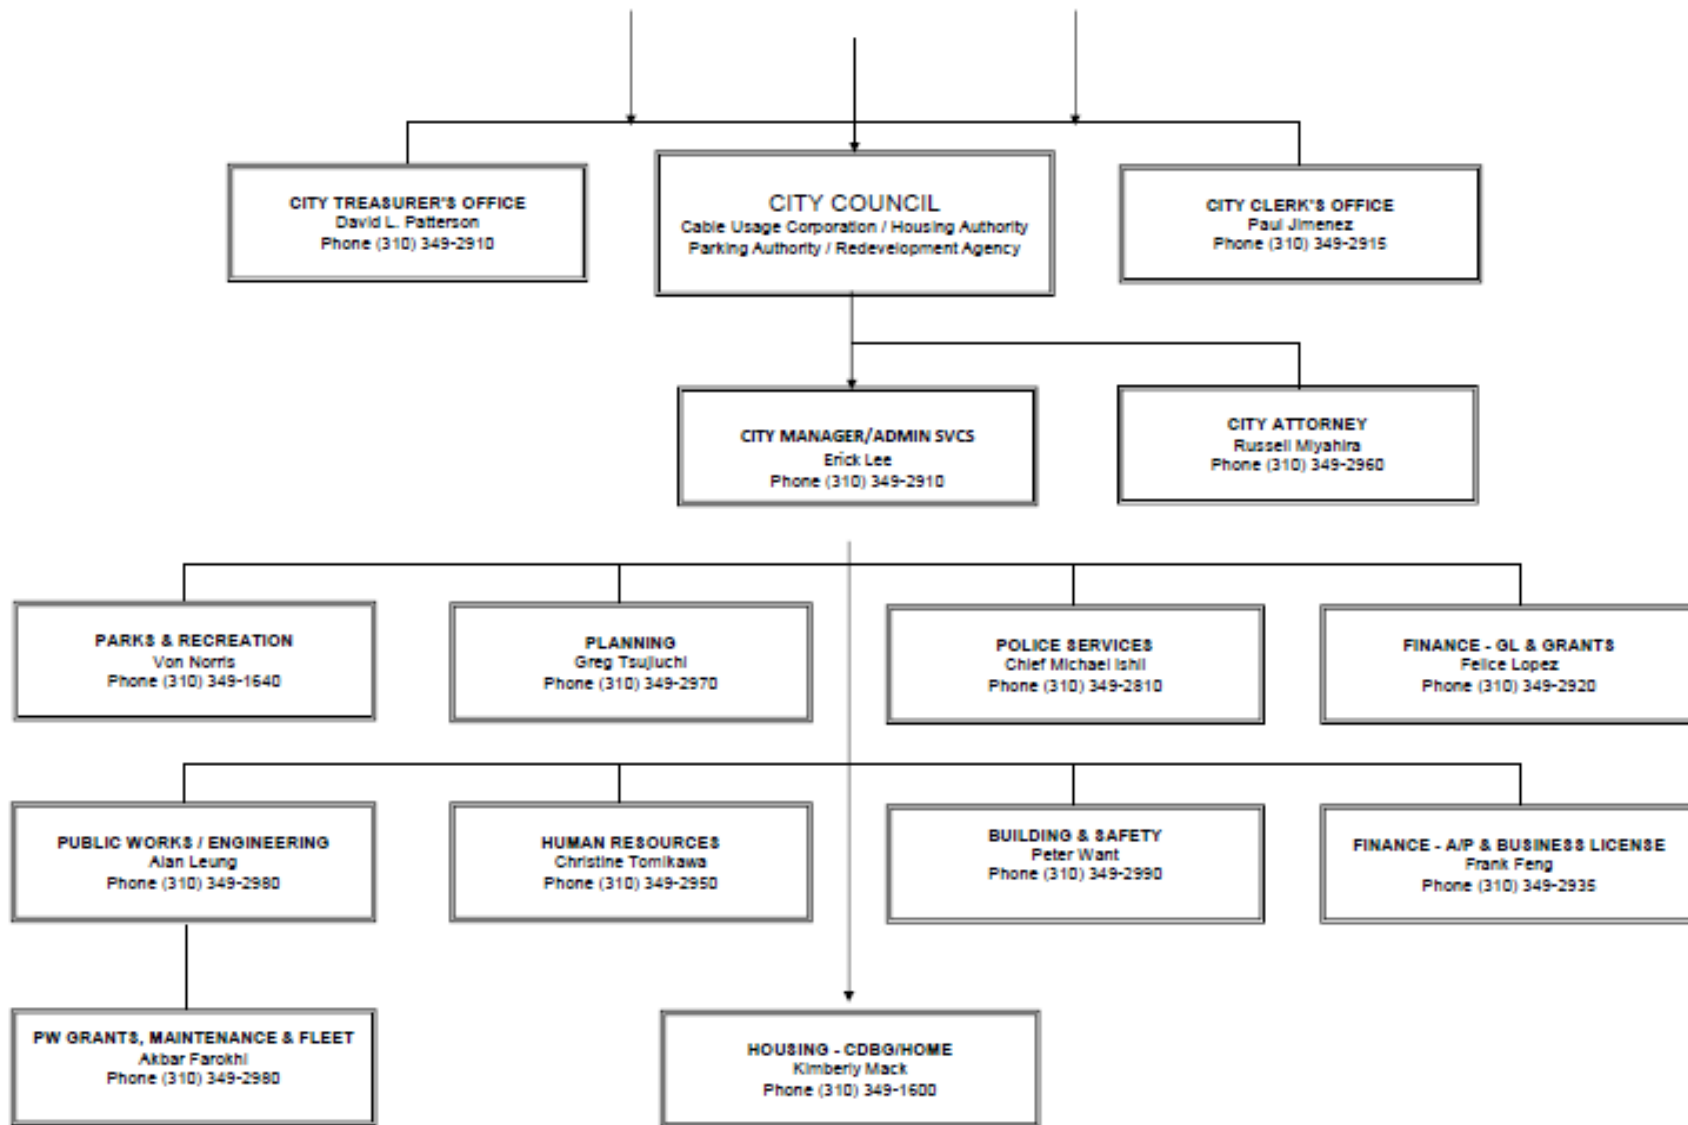 CITY TREASURER'S OFFICE
David L. Patterson
Phone (310) 349-2910
CITY COUNCIL
Cable Usage Corporation / Housing Authority
Parking Authority / Redevelopment Agency
CITY CLERK'S OFFICE
Paul Jimenez
Phone (310) 349-2915
CITY MANAGER/ADMIN SVCS
Erick Lee
Phone (310) 349-2910
CITY ATTORNEY
Russell Miyahira
Phone (310) 349-2960
PARKS & RECREATION
Von Norris
Phone (310) 349-1640
PLANNING
Greg Tsujiuchi
Phone (310) 349-2970
POLICE SERVICES
Chief Michael Ishii
Phone (310) 349-2810
FINANCE - GL & GRANTS
Felice Lopez
Phone (310) 349-2920
PUBLIC WORKS / ENGINEERING
Alan Leung
Phone (310) 349-2980
HUMAN RESOURCES
Christine Tomikawa
Phone (310) 349-2950
BUILDING & SAFETY
Peter Want
Phone (310) 349-2990
FINANCE - A/P & BUSINESS LICENSE
Frank Feng
Phone (310) 349-2935
PW GRANTS, MAINTENANCE & FLEET
Akbar Farokhi
Phone (310) 349-2980
HOUSING - CDBG/HOME
Kimberly Mack
Phone (310) 349-1600